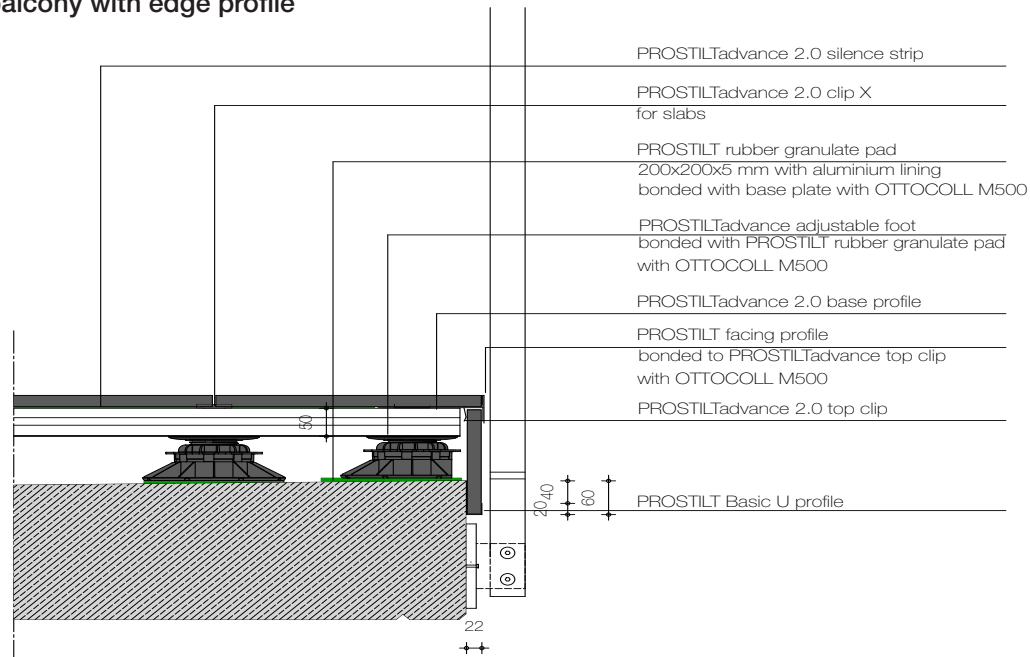 balcony with edge profile
PROSTILTadvance 2.0 silence strip
PROSTILTadvance 2.0 clip X
for slabs
PROSTILT rubber granulate pad
200x200x5 mm with aluminium lining
bonded with base plate with OTTOCOLL M500
PROSTILTadvance adjustable foot
bonded with PROSTILT rubber granulate pad
with OTTOCOLL M500
PROSTILTadvance 2.0 base profile
PROSTILT facing profile
bonded to PROSTILTadvance top clip
with OTTOCOLL M500
PROSTILTadvance 2.0 top clip
50
20
40
60
PROSTILT Basic U profile
22